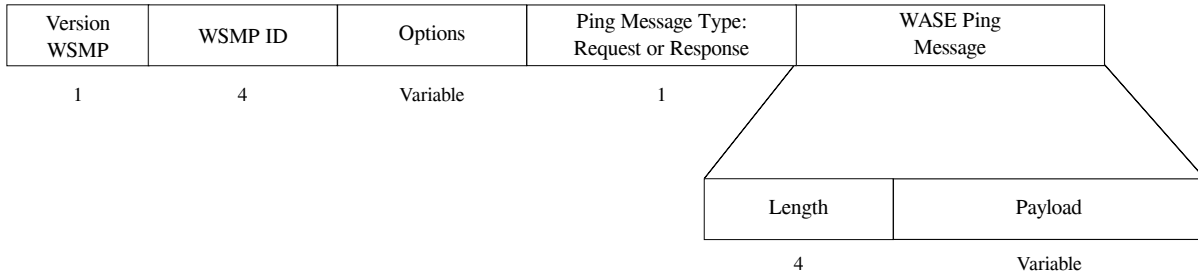 Version
WSMP
WSMP ID
Options
Ping Message Type:
Request or Response
WASE Ping
Message
1
4
Variable
1
Length
Payload
4
Variable